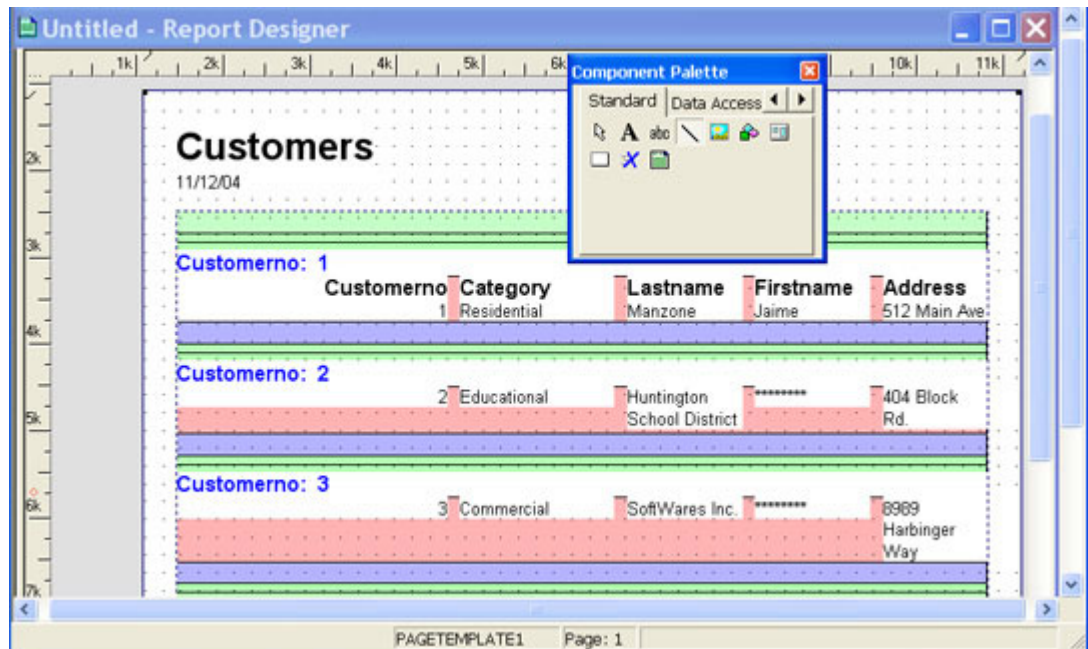 Untitled - Report Designer
1k 2k 3k 4k 5k 6k 10k 11k
Component Palette
Standard Data Access
A abc
Customers
2k
11/12/04
3k
Customerno: 1
Customerno Category Lastname Firstname Address
1 Residential Manzone Jaime 512 Main Ave
4k
Customerno: 2
2 Educational Huntington ******** 404 Block
5k School District Rd.
Customerno: 3
6k 3 Commercial SoftWares Inc. ******** 8989
Harbinger
Way
7k
PAGETEMPLATE1 Page: 1